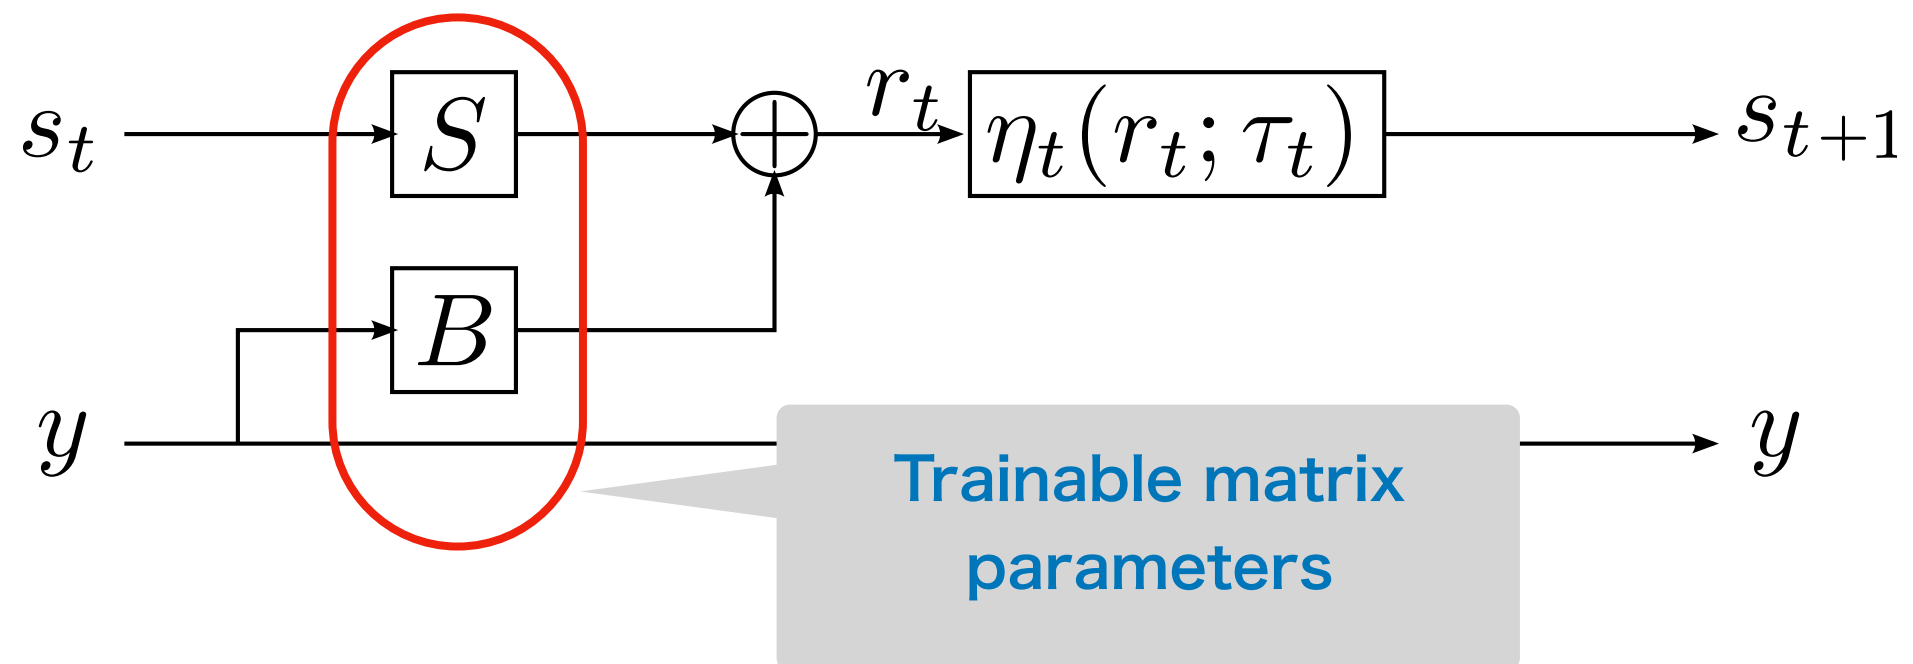 s_t S ⊕ r_t η_t(r_t; τ_t) s_{t+1}
B
y y
Trainable matrix
parameters